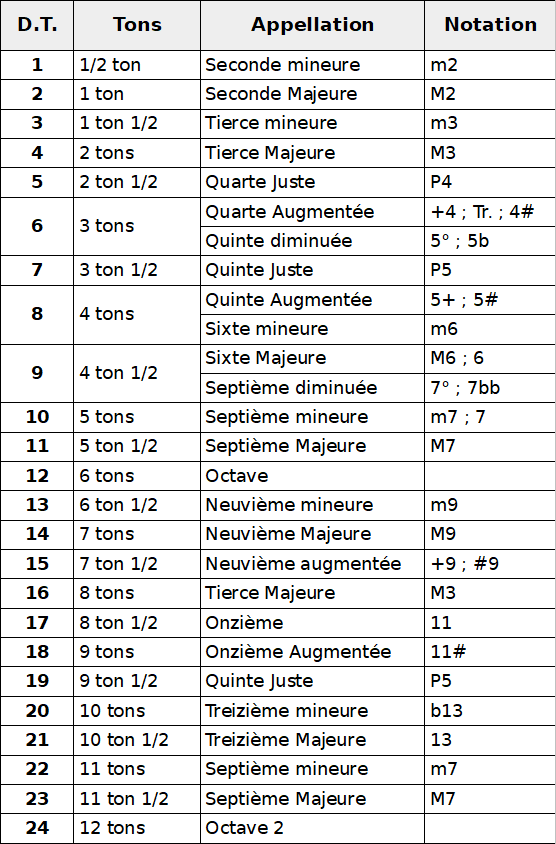 D.T. Tons Appellation Notation
1 1/2 ton Seconde mineure m2
2 1 ton Seconde Majeure M2
3 1 ton 1/2 Tierce mineure m3
4 2 tons Tierce Majeure M3
5 2 ton 1/2 Quarte Juste P4
6 3 tons Quarte Augmentée +4 ; Tr. ; 4#
Quinte diminuée 5° ; 5b
7 3 ton 1/2 Quinte Juste P5
8 4 tons Quinte Augmentée 5+ ; 5#
Sixte mineure m6
9 4 ton 1/2 Sixte Majeure M6 ; 6
Septième diminuée 7° ; 7bb
10 5 tons Septième mineure m7 ; 7
11 5 ton 1/2 Septième Majeure M7
12 6 tons Octave
13 6 ton 1/2 Neuvième mineure m9
14 7 tons Neuvième Majeure M9
15 7 ton 1/2 Neuvième augmentée +9 ; #9
16 8 tons Tierce Majeure M3
17 8 ton 1/2 Onzième 11
18 9 tons Onzième Augmentée 11#
19 9 ton 1/2 Quinte Juste P5
20 10 tons Treizième mineure b13
21 10 ton 1/2 Treizième Majeure 13
22 11 tons Septième mineure m7
23 11 ton 1/2 Septième Majeure M7
24 12 tons Octave 2